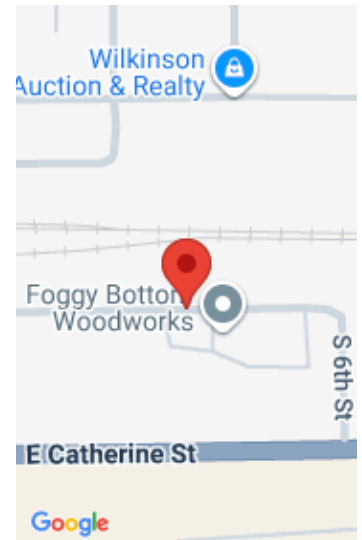 Wilkinson
Auction & Realty
Foggy Bottom
Woodworks
S 6th St
E Catherine St
Google